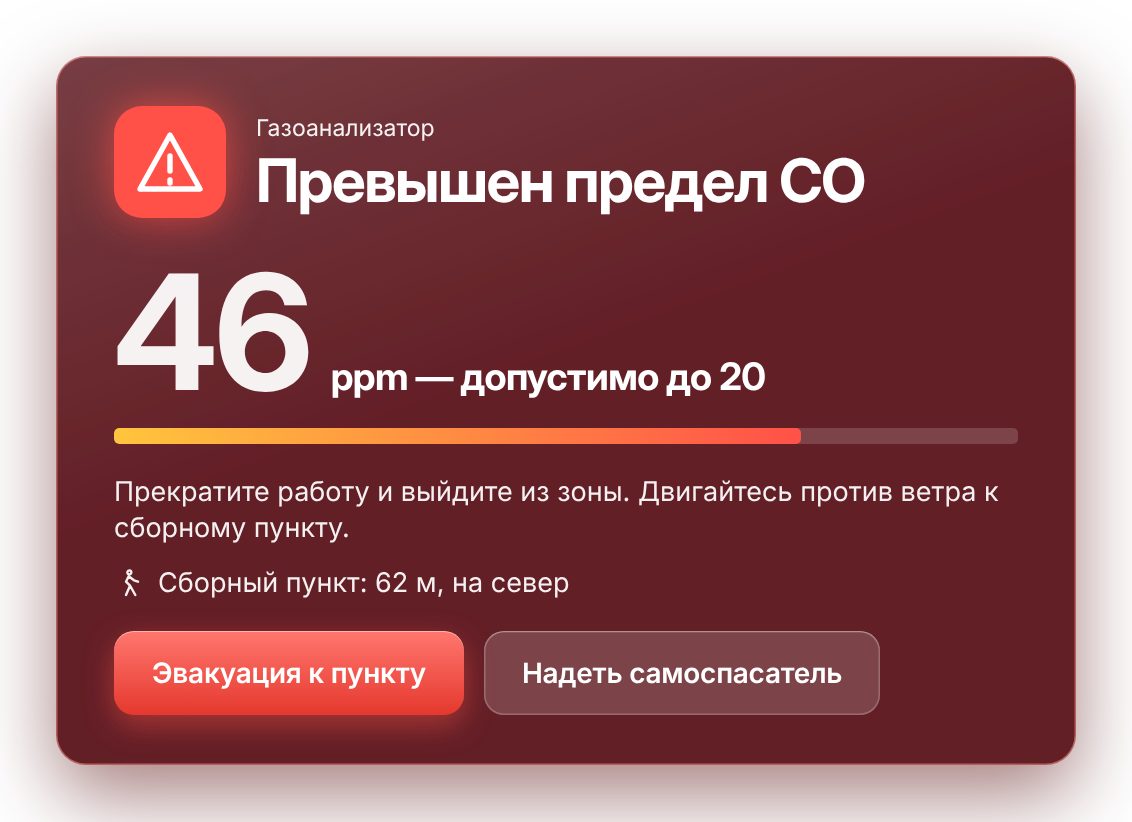 Газоанализатор
Превышен предел CO
46 ppm — допустимо до 20
Прекратите работу и выйдите из зоны. Двигайтесь против ветра к
сборному пункту.
Сборный пункт: 62 м, на север
Эвакуация к пункту
Надеть самоспасатель